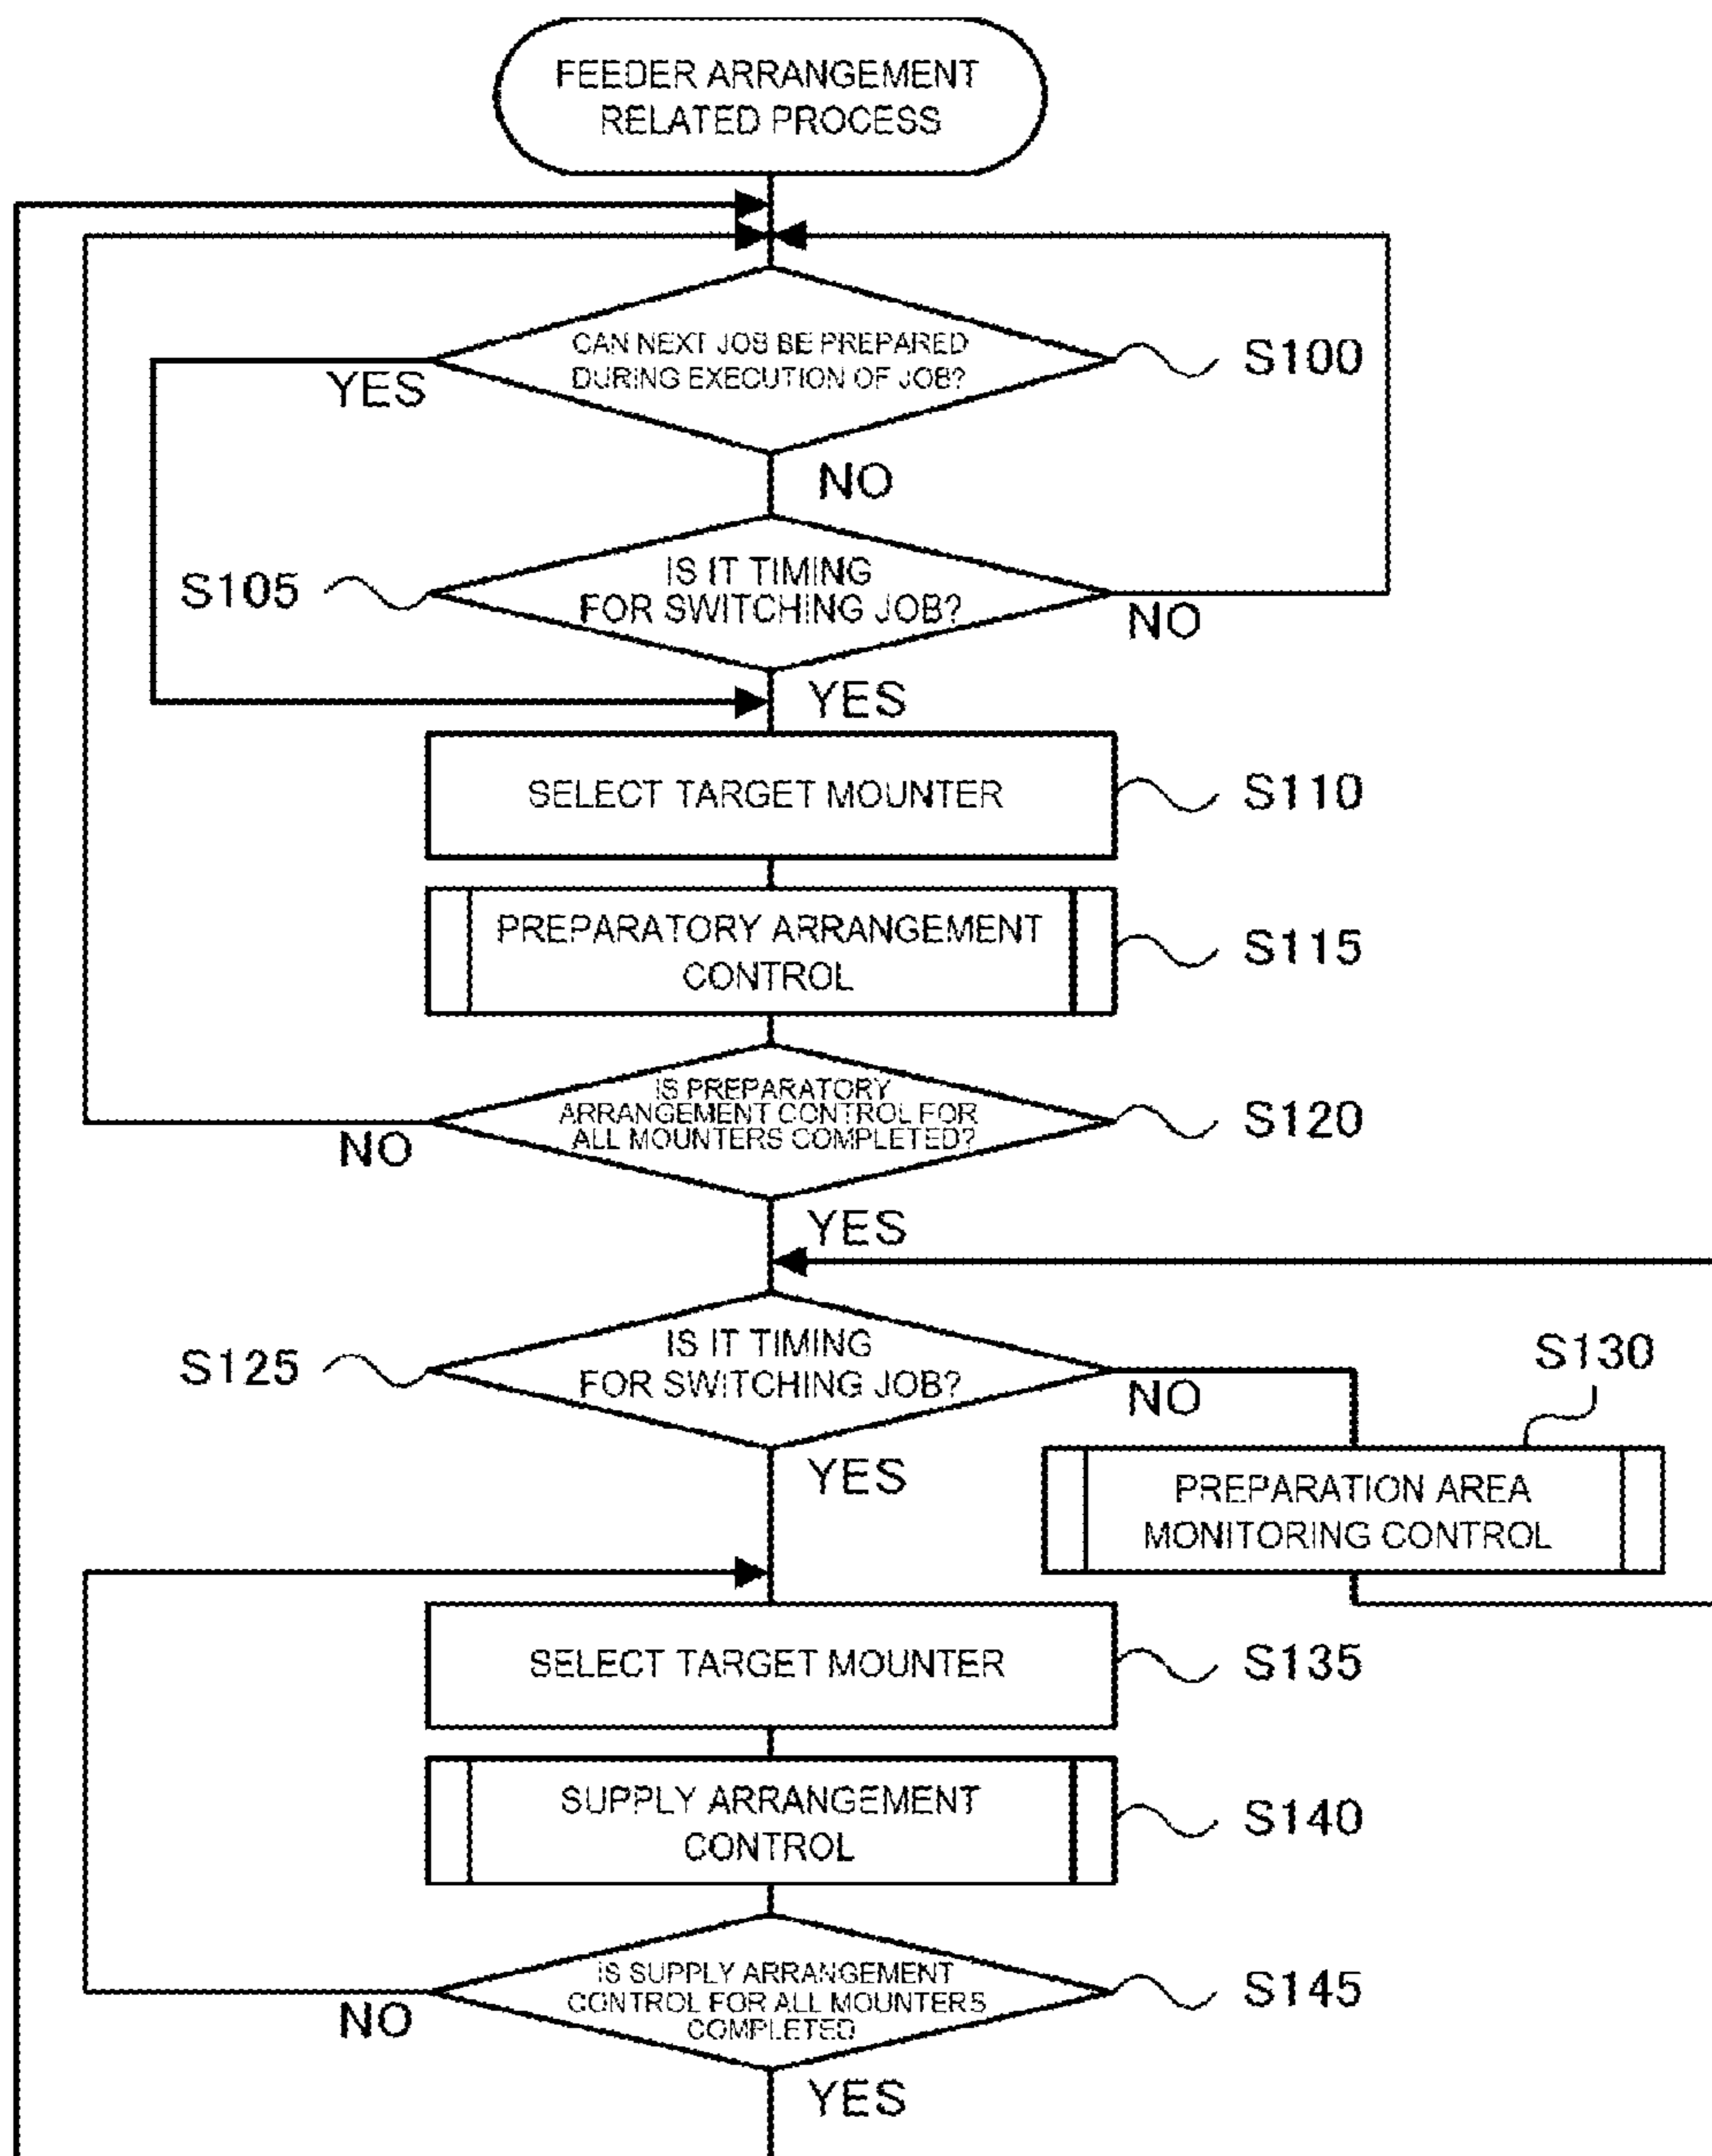 FEEDER ARRANGEMENT
RELATED PROCESS
CAN NEXT JOB BE PREPARED
DURING EXECUTION OF JOB?
S100
YES
NO
IS IT TIMING
FOR SWITCHING JOB?
S105
NO
YES
SELECT TARGET MOUNTER
S110
PREPARATORY ARRANGEMENT
CONTROL
S115
IS PREPARATORY
ARRANGEMENT CONTROL FOR
ALL MOUNTERS COMPLETED?
S120
NO
YES
IS IT TIMING
FOR SWITCHING JOB?
S125
NO
S130
YES
PREPARATION AREA
MONITORING CONTROL
SELECT TARGET MOUNTER
S135
SUPPLY ARRANGEMENT
CONTROL
S140
IS SUPPLY ARRANGEMENT
CONTROL FOR ALL MOUNTERS
COMPLETED
S145
NO
YES